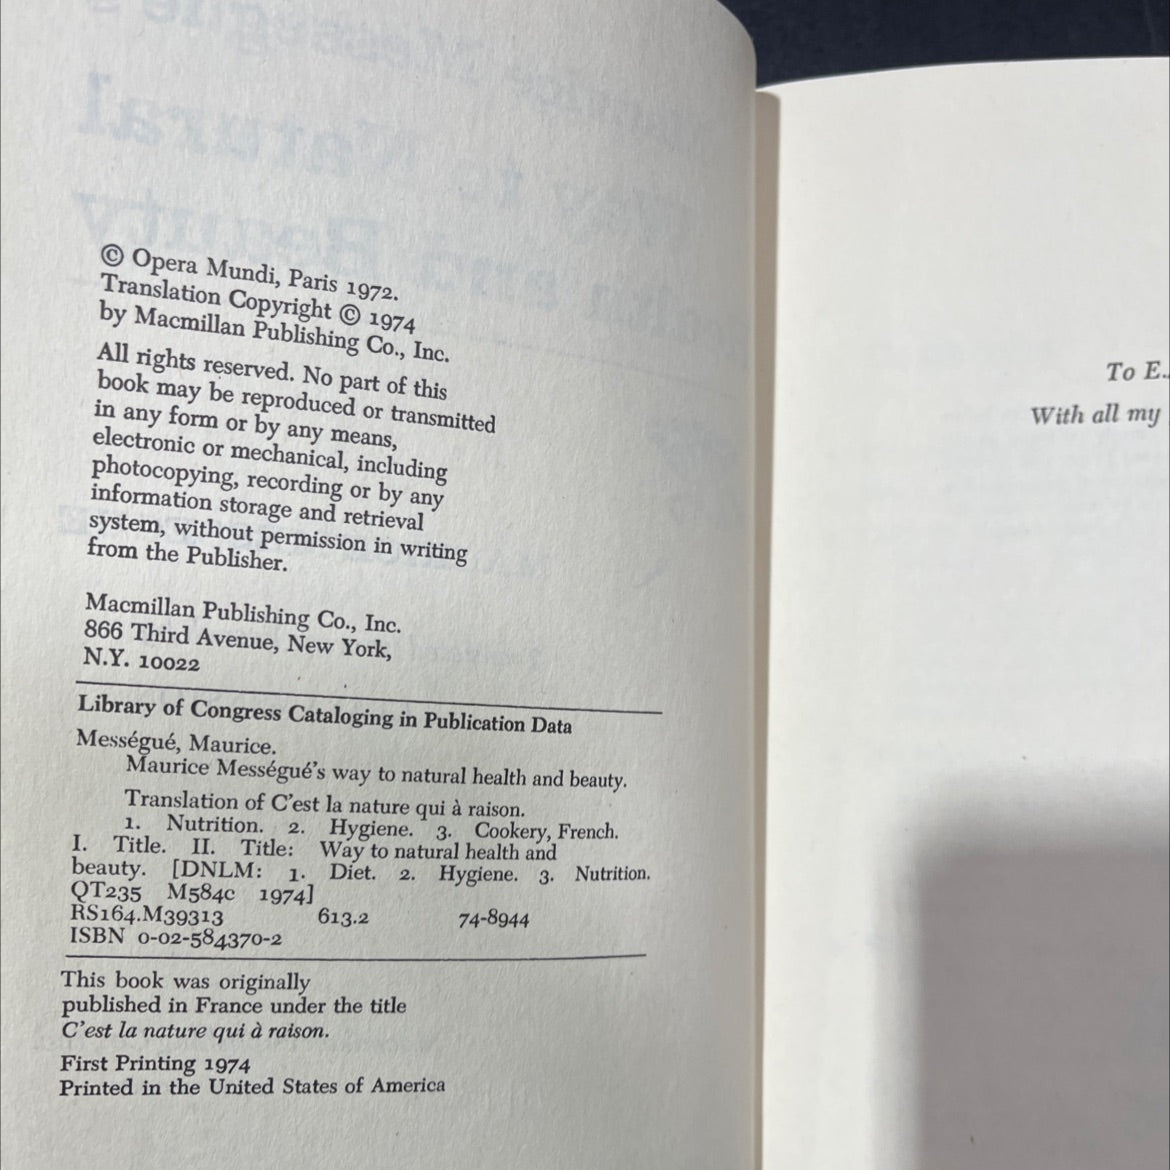 © Opera Mundi, Paris 1972.
Translation Copyright © 1974
by Macmillan Publishing Co., Inc.
All rights reserved. No part of this
book may be reproduced or transmitted
in any form or by any means,
electronic or mechanical, including
photocopying, recording or by any
information storage and retrieval
system, without permission in writing
from the Publisher.
Macmillan Publishing Co., Inc.
866 Third Avenue, New York,
N.Y. 10022
Library of Congress Cataloging in Publication Data
Mességué, Maurice.
Maurice Mességué's way to natural health and beauty.
Translation of C'est la nature qui à raison.
1. Nutrition. 2. Hygiene. 3. Cookery, French.
I. Title. II. Title: Way to natural health and
beauty. [DNLM: 1. Diet. 2. Hygiene. 3. Nutrition.
QT235 M584c 1974]
RS164.M39313 613.2 74-8944
ISBN 0-02-584370-2
This book was originally
published in France under the title
C'est la nature qui à raison.
First Printing 1974
Printed in the United States of America
To E.
With all my